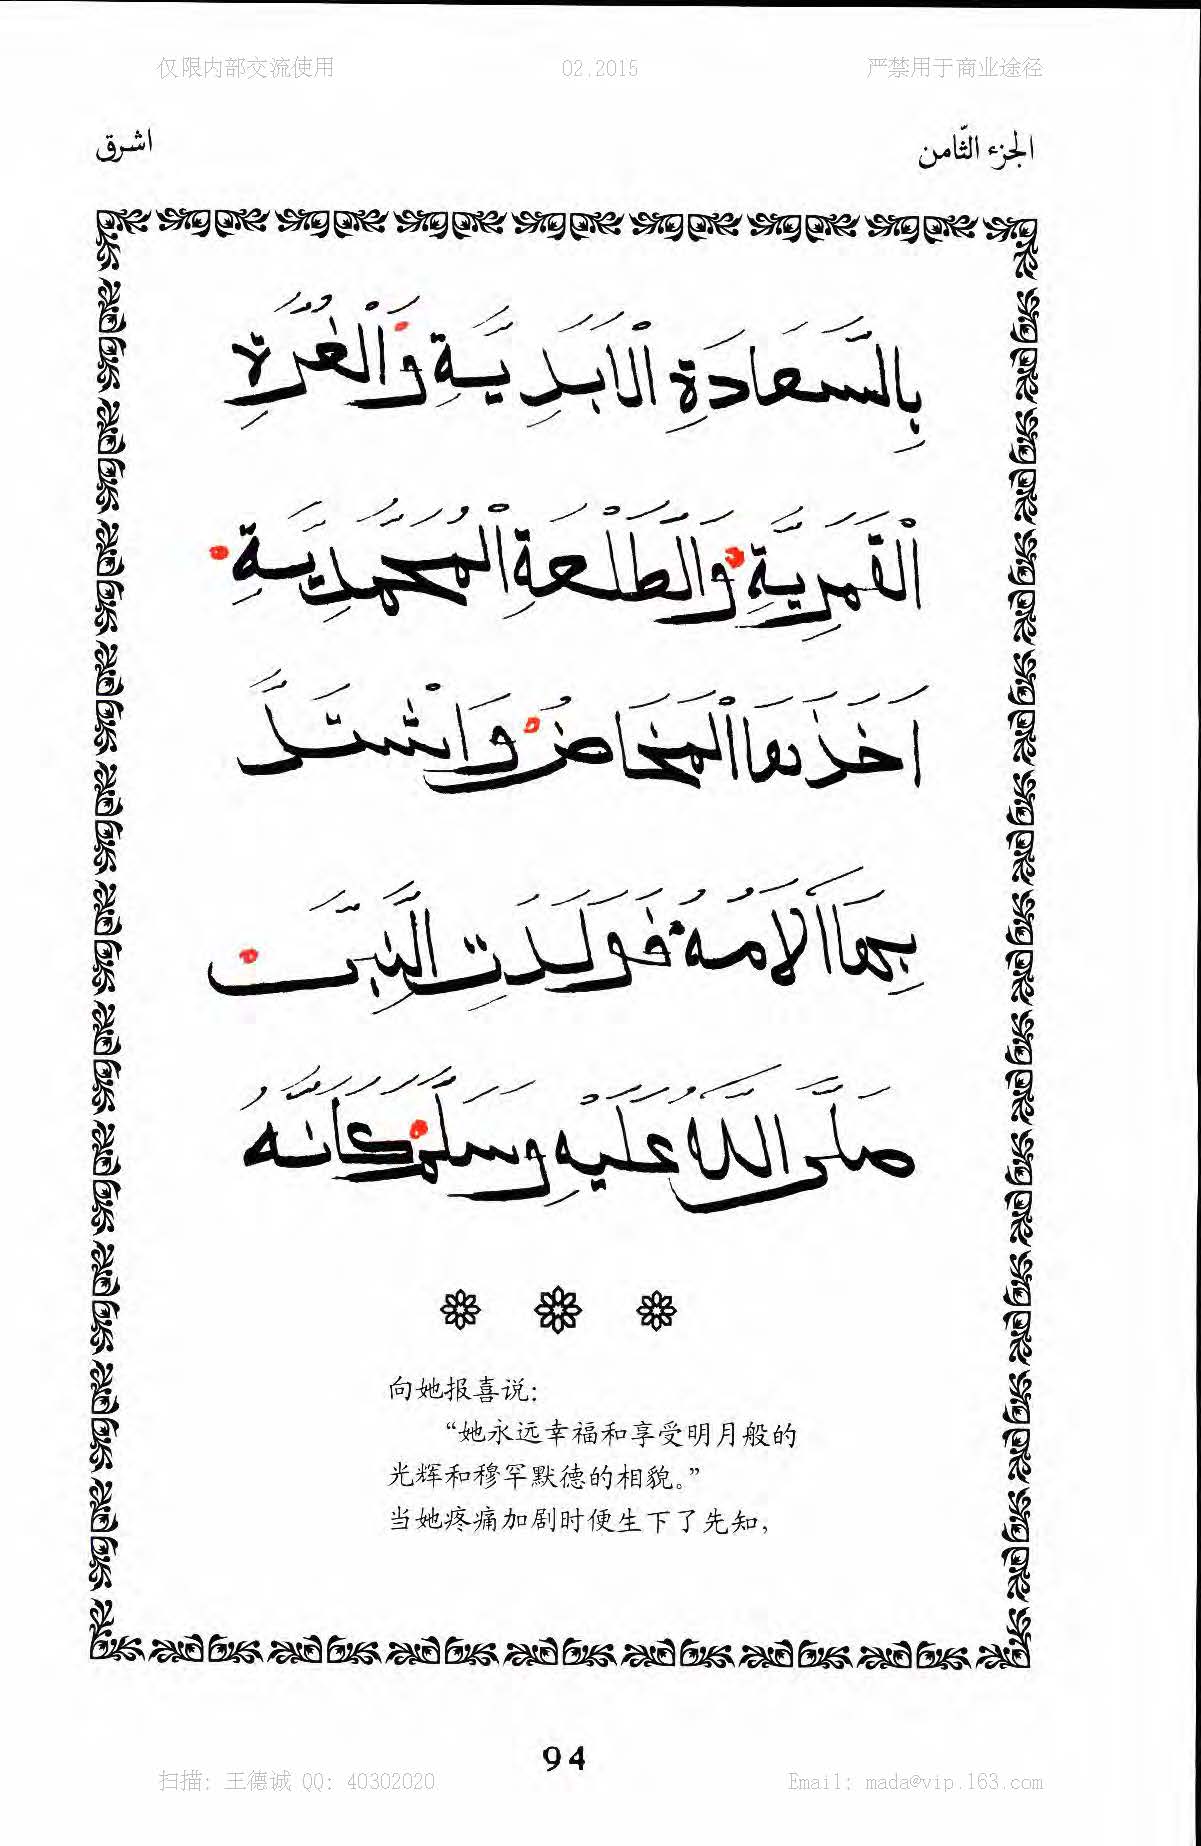 仅限内部交流使用 02.2015 严禁用于商业途径
الجزء الثّامن اشرق
بِالسَّعَادَةِ الْاَبَدِيَّةِ وَالْغُرَّةِ
الْقَمَرِيَّةِ وَالطَّلْعَةِ الْمُحَمَّدِيَّةِ
اَخَذَهَا الْمَخَاضُ وَاشْتَدَّ
بِهَا الْاَمُهُ فَوَلَدَتِ النَّبِىَّ
صَلَّى اللّٰهُ عَلَيْهِ وَسَلَّمَ كَاَنَّهُ
向她报喜说：
“她永远幸福和享受明月般的
光辉和穆罕默德的相貌。”
当她疼痛加剧时便生下了先知，
94
扫描: 王德诚 QQ: 40302020 Email: mada@vip.163.com